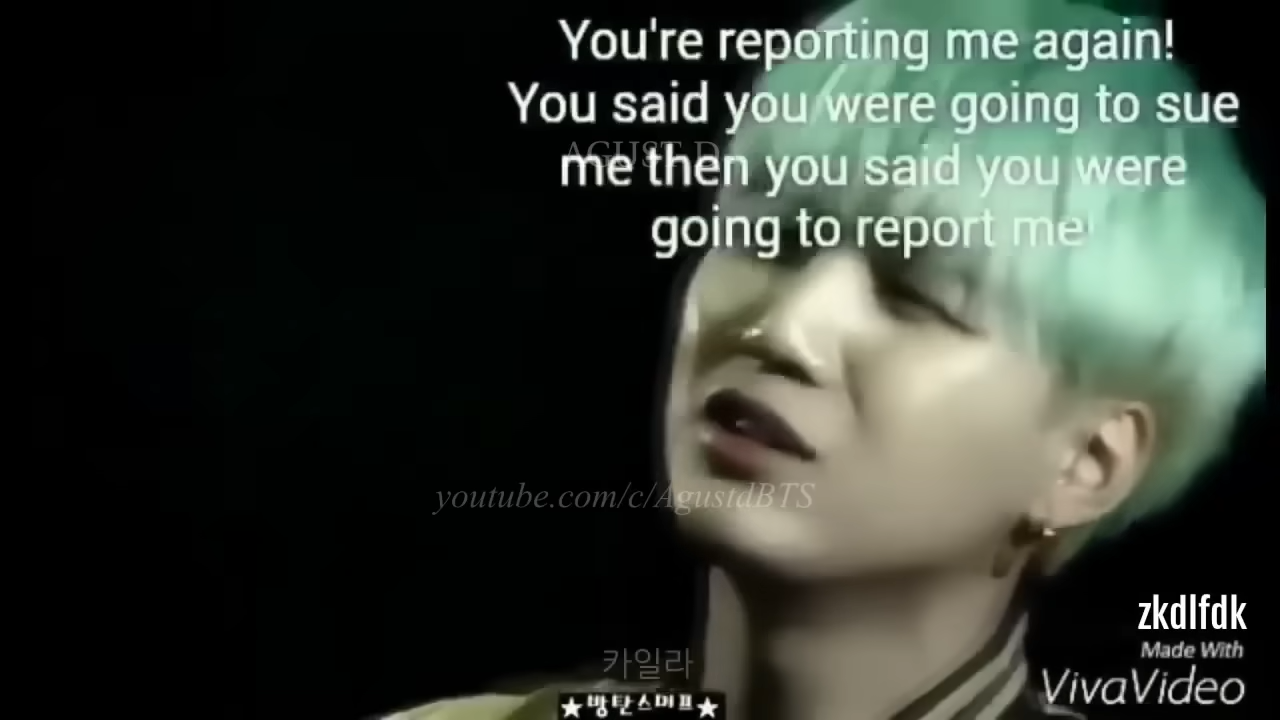 You're reporting me again!
You said you were going to sue
AGUST D
me then you said you were
going to report me!
youtube.com/c/AgustdBTS
zkdlfdk
Made With
VivaVideo
카일라
★방탄스미프★